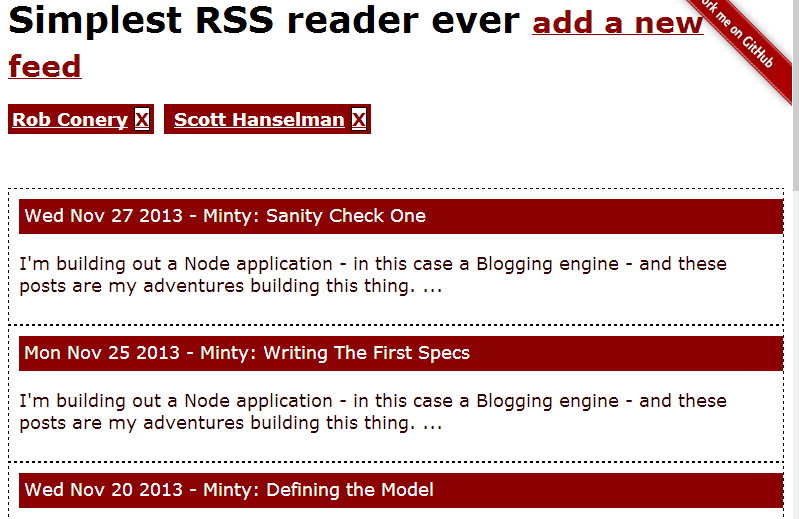 Simplest RSS reader ever add a new
feed
me on GitHub
Rob Conery X Scott Hanselman X
Wed Nov 27 2013 - Minty: Sanity Check One
I'm building out a Node application - in this case a Blogging engine - and these
posts are my adventures building this thing. ...
Mon Nov 25 2013 - Minty: Writing The First Specs
I'm building out a Node application - in this case a Blogging engine - and these
posts are my adventures building this thing. ...
Wed Nov 20 2013 - Minty: Defining the Model